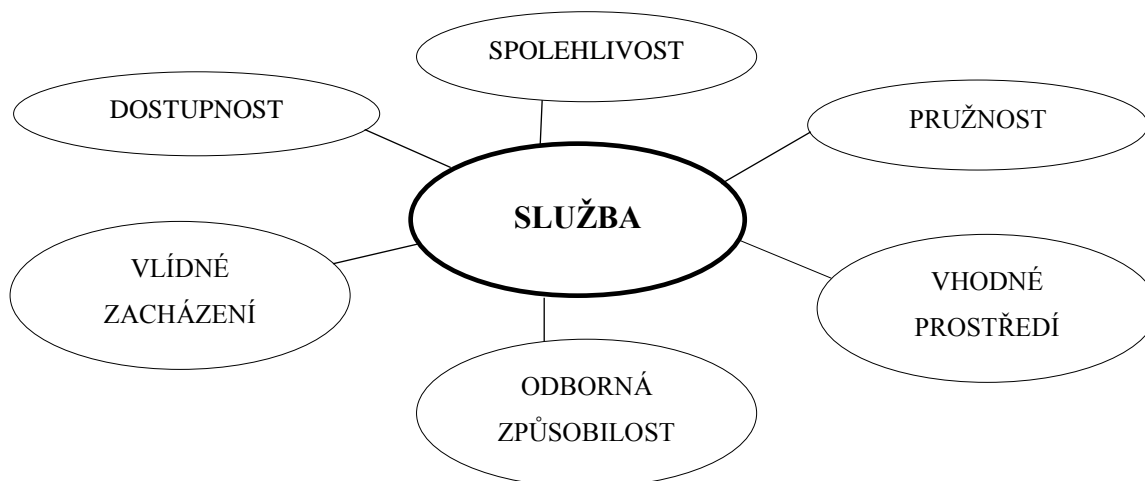 SPOLEHLIVOST
DOSTUPNOST
PRUŽNOST
SLUŽBA
VLÍDNÉ
ZACHÁZENÍ
VHODNÉ
PROSTŘEDÍ
ODBORNÁ
ZPŮSOBILOST